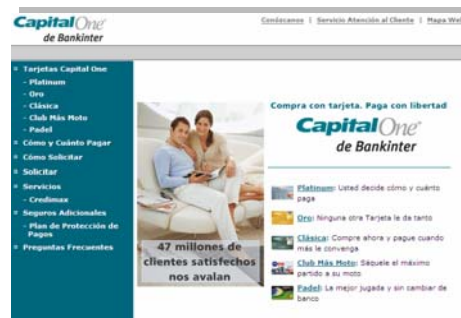 CapitalOne
de Bankinter
Conózcanos | Servicio Atención al Cliente | Mapa Web
Tarjetas Capital One
- Platinum
- Oro
- Clásica
- Club Más Moto
- Padel
Cómo y Cuánto Pagar
Cómo Solicitar
Solicitar
Servicios
- Credimax
Seguros Adicionales
- Plan de Protección de
Pagos
Preguntas Frecuentes
47 millones de
clientes satisfechos
nos avalan
Compra con tarjeta. Paga con libertad
CapitalOne
de Bankinter
Platinum: Usted decide cómo y cuánto
paga
Oro: Ninguna otra Tarjeta le da tanto
Clásica: Compre ahora y pague cuando
más le convenga
Club Más Moto: Sáquele el máximo
partido a su moto
Padel: La mejor jugada y sin cambiar de
banco